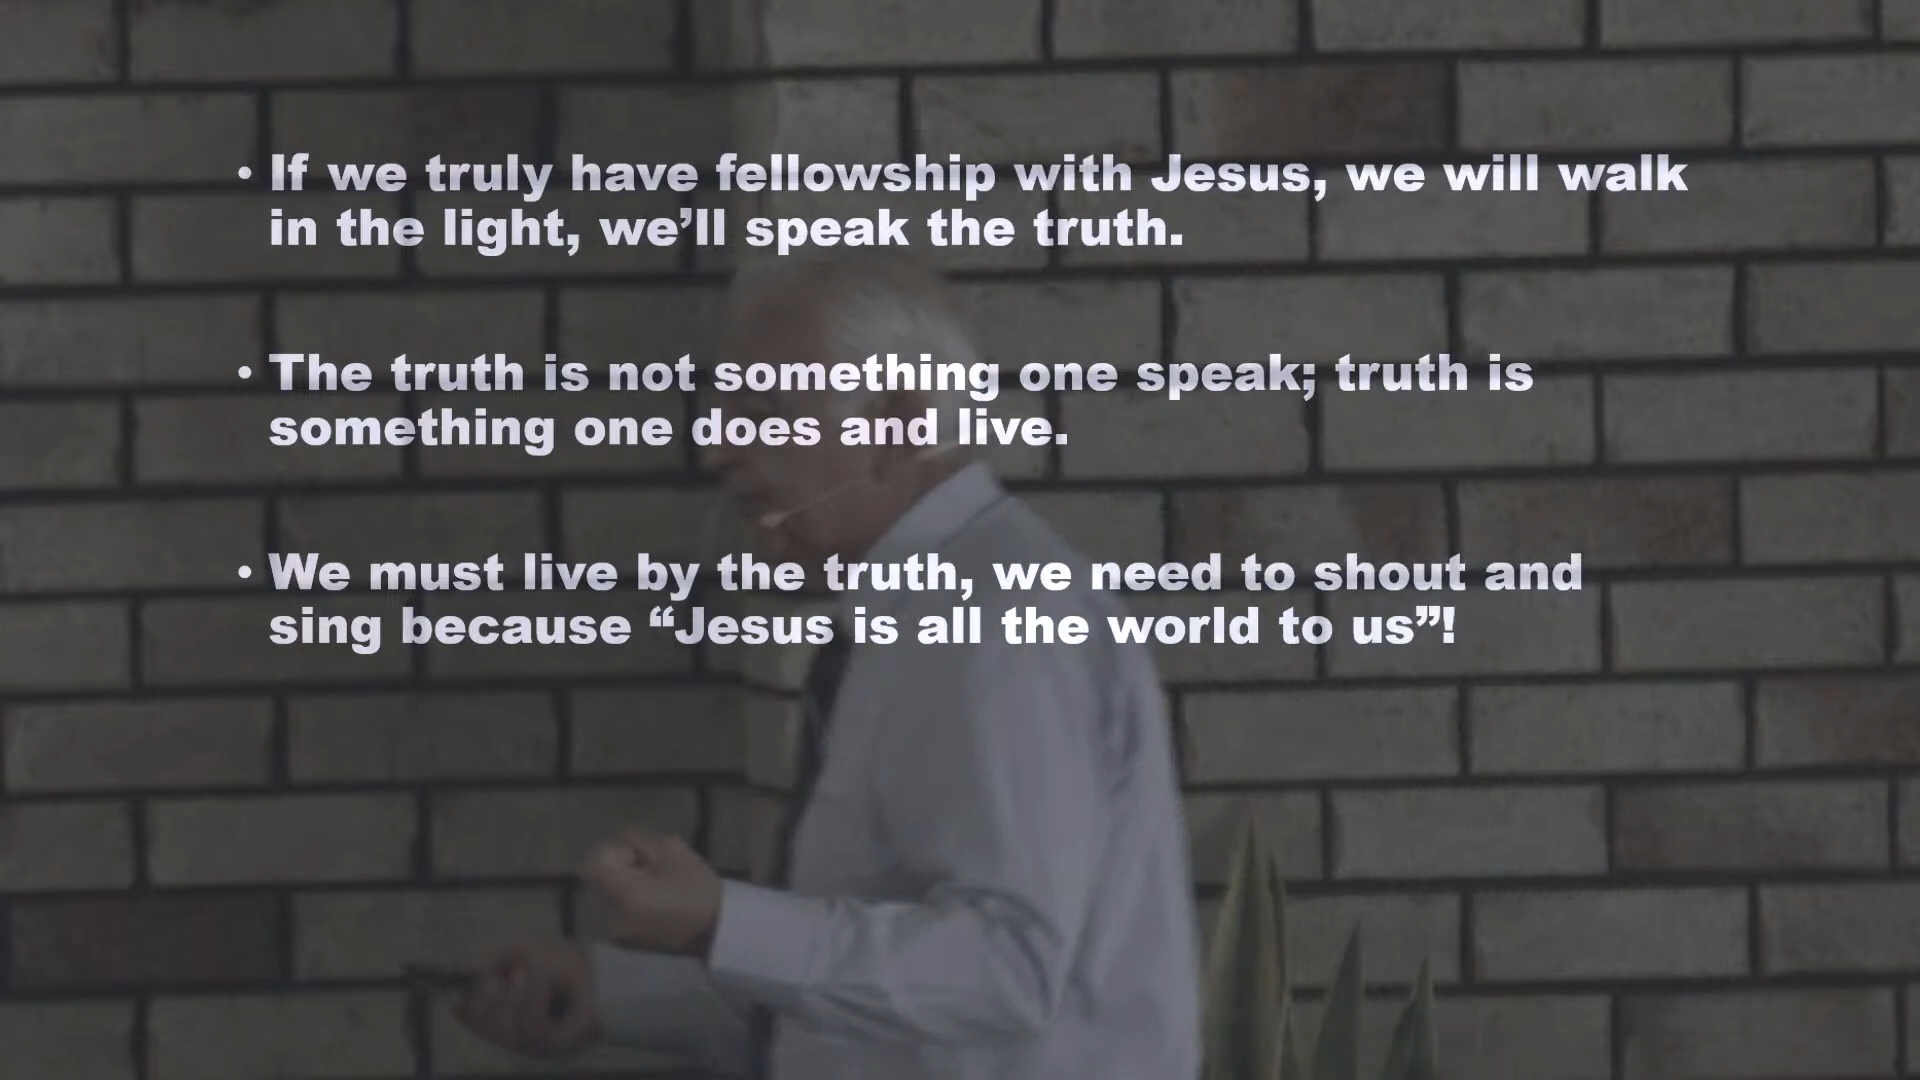 • If we truly have fellowship with Jesus, we will walk
in the light, we’ll speak the truth.
• The truth is not something one speak; truth is
something one does and live.
• We must live by the truth, we need to shout and
sing because “Jesus is all the world to us”!